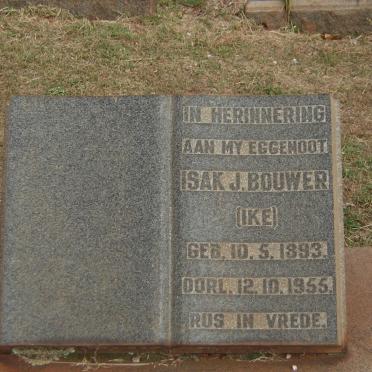 IN HERINNERING
AAN MY EGGENOOT
ISAK J. BOUWER
(IKE)
GEB. 10. 5. 1893.
OORL. 12. 10. 1955.
RUS IN VREDE.